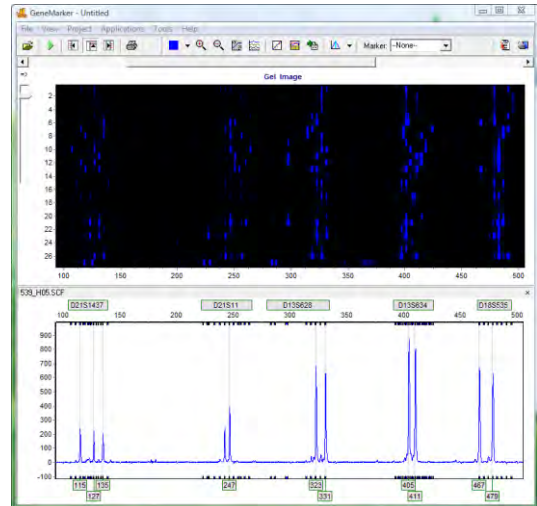 GeneMarker - Untitled
File View Project Applications Tools Help
Marker: --None--
Gel Image
2
4
6
8
10
12
14
16
18
20
22
24
26
100 150 200 250 300 350 400 450 500
539_H05.SCF
D21S1437 D21S11 D13S628 D13S634 D18S535
100 150 200 250 300 350 400 450 500
900
800
700
600
500
400
300
200
100
0
-100
115 135 247 323 405 467
127 331 411 479